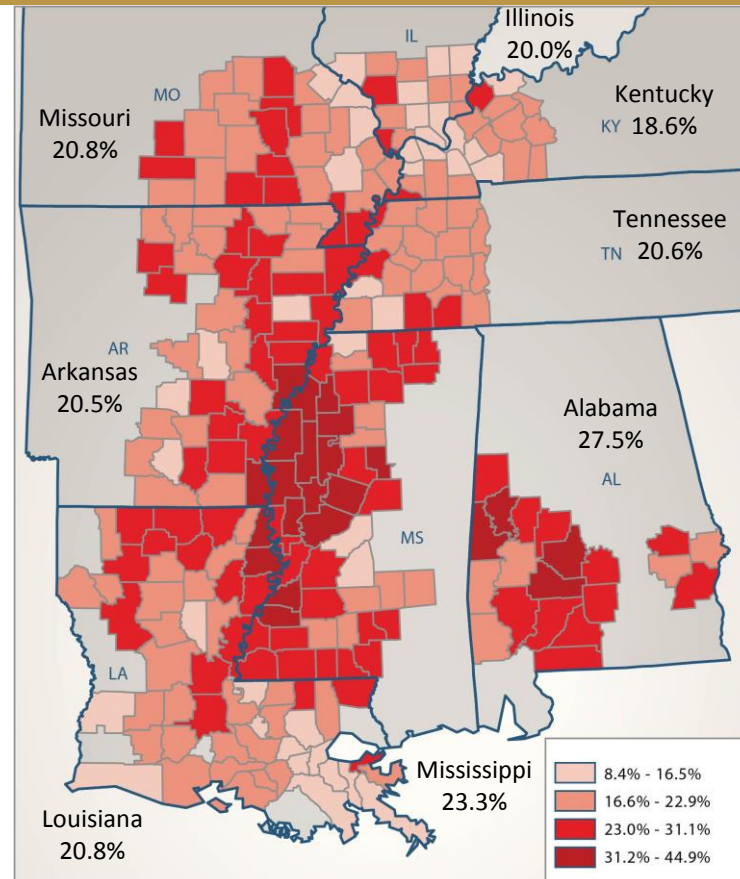 Illinois
20.0%
IL
MO
Missouri
20.8%
Kentucky
KY 18.6%
Tennessee
TN 20.6%
AR
Arkansas
20.5%
Alabama
27.5%
AL
MS
LA
Mississippi
23.3%
Louisiana
20.8%
8.4% - 16.5%
16.6% - 22.9%
23.0% - 31.1%
31.2% - 44.9%